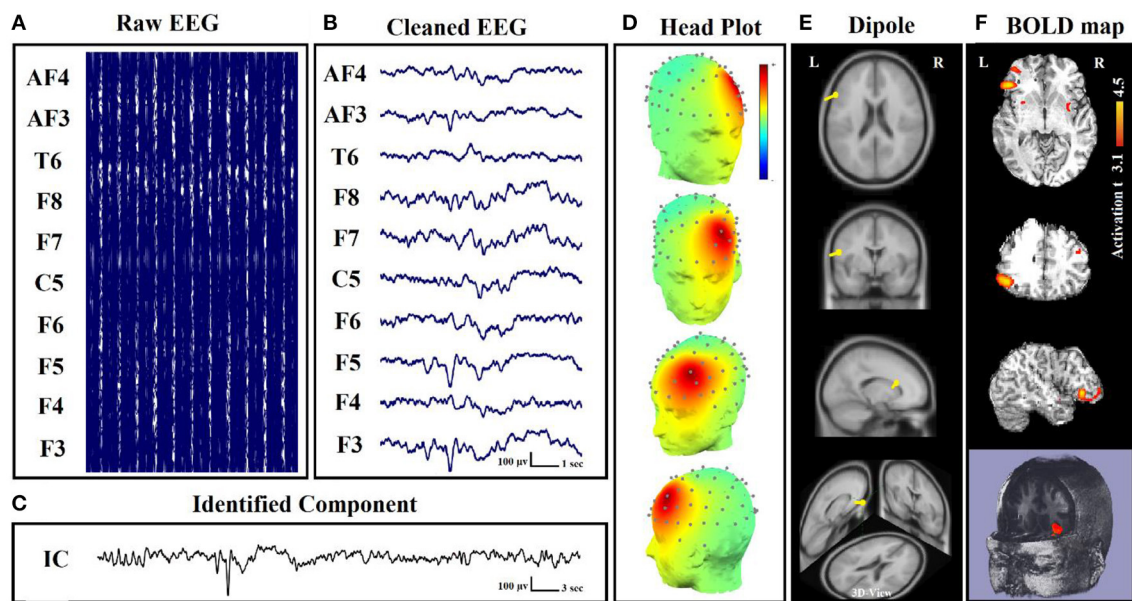 A
Raw EEG
AF4
AF3
T6
F8
F7
C5
F6
F5
F4
F3
B
Cleaned EEG
AF4
AF3
T6
F8
F7
C5
F6
F5
F4
F3
100 μv
1 sec
C
Identified Component
IC
100 μv
3 sec
D
Head Plot
E
Dipole
L R
3D-View
F
BOLD map
L R
Activation t 3.1 4.5